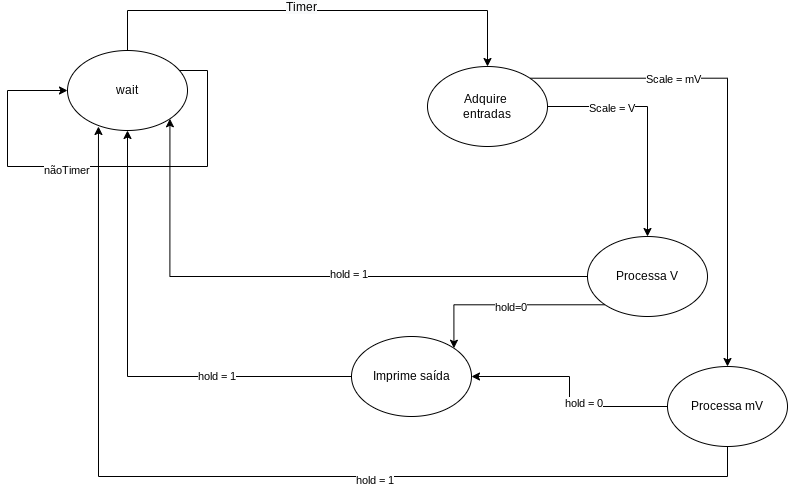 Timer
wait
Adquire
entradas
Scale = mV
Scale = V
nãoTimer
hold = 1
Processa V
hold=0
Imprime saída
hold = 1
hold = 0
Processa mV
hold = 1